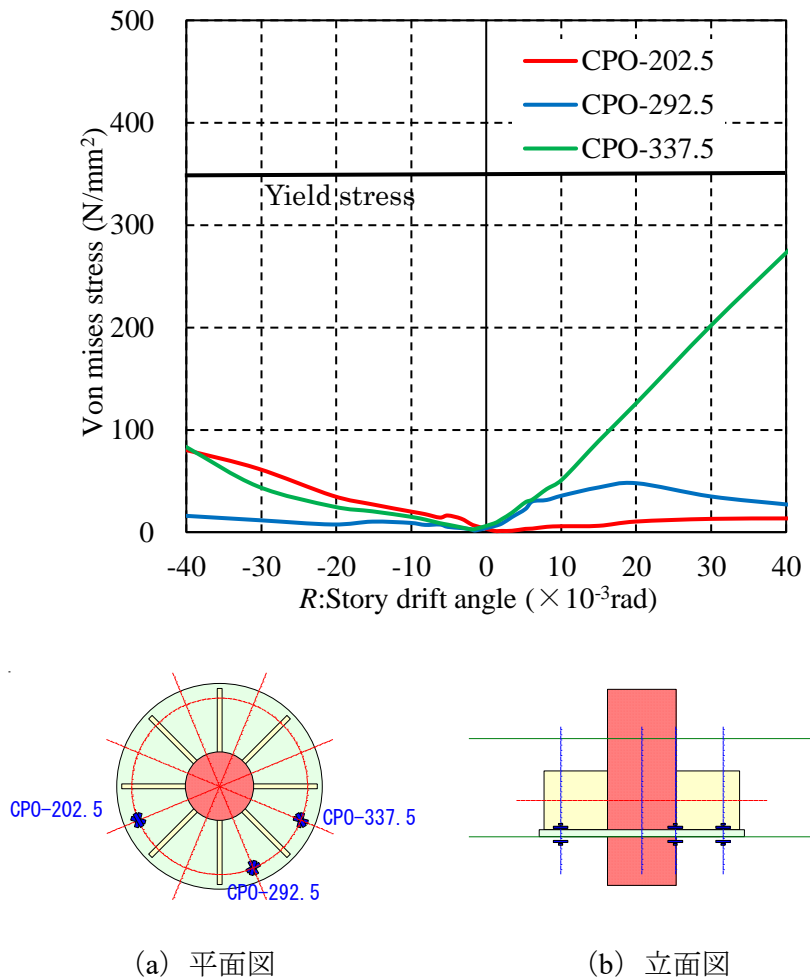 500
400
300
200
100
0
Von mises stress (N/mm²)
CPO-202.5
CPO-292.5
CPO-337.5
Yield stress
-40 -30 -20 -10 0 10 20 30 40
R:Story drift angle (×10⁻³rad)
CPO-202.5
CPO-337.5
CPO-292.5
(a) 平面図
(b) 立面図